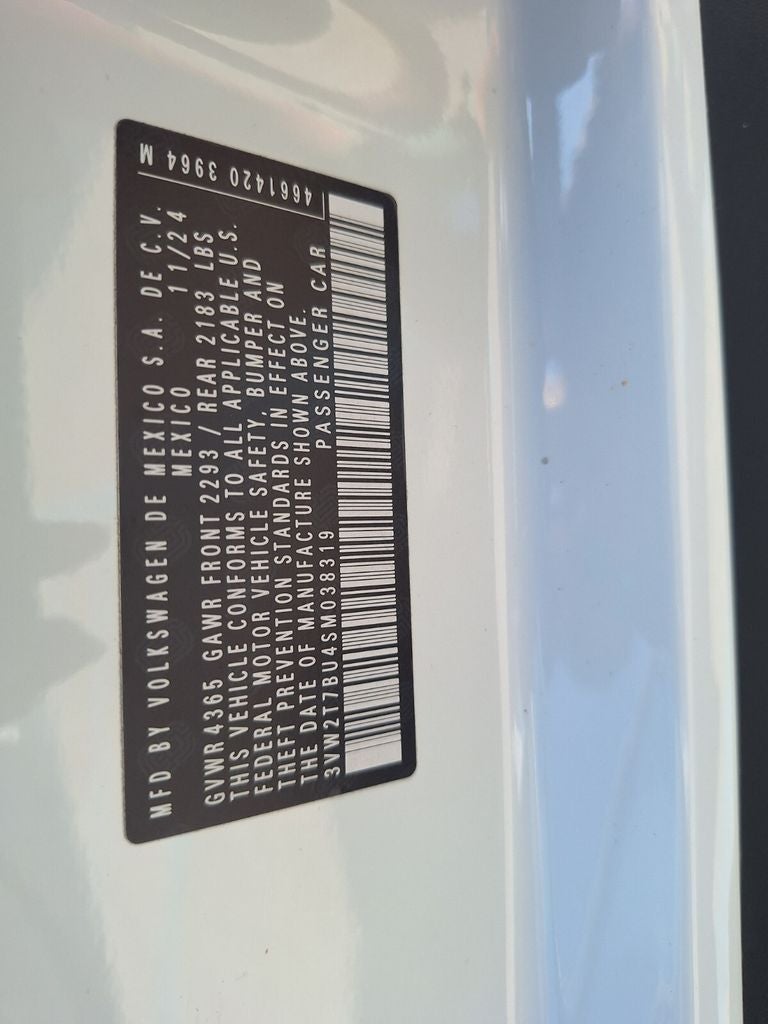 MFD BY VOLKSWAGEN DE MEXICO S.A. DE C.V.
MEXICO 11/24
GVWR 4365 GAWR FRONT 2293 / REAR 2183 LBS
THIS VEHICLE CONFORMS TO ALL APPLICABLE U.S.
FEDERAL MOTOR VEHICLE SAFETY, BUMPER AND
THEFT PREVENTION STANDARDS IN EFFECT ON
THE DATE OF MANUFACTURE SHOWN ABOVE.
3VW2T7BU4SM038319 PASSENGER CAR
4661420 3964 M